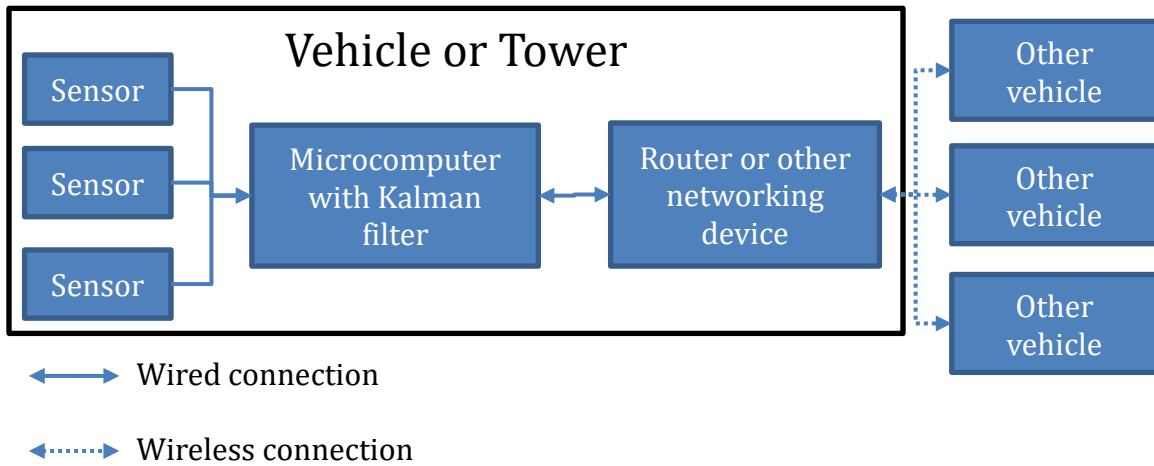 Vehicle or Tower
Sensor
Sensor
Sensor
Microcomputer
with Kalman
filter
Router or other
networking
device
Other
vehicle
Other
vehicle
Other
vehicle
Wired connection
Wireless connection